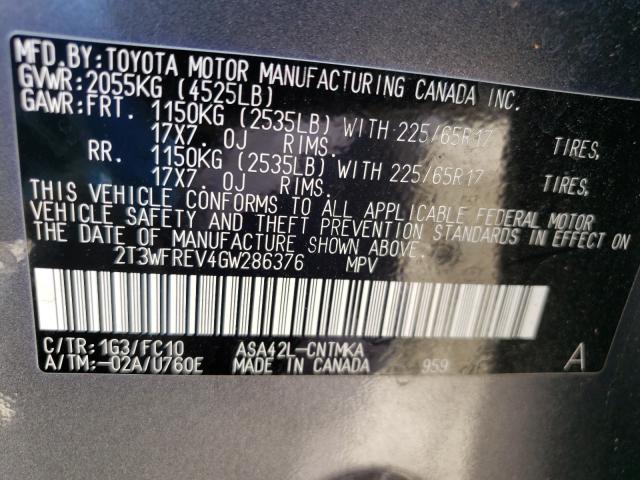 MFD.BY:TOYOTA MOTOR MANUFACTURING CANADA INC.
GVWR:2055KG (4525LB)
GAWR:FRT. 1150KG (2535LB) WITH 225/65R17 TIRES,
17X7.0J RIMS.
RR. 1150KG (2535LB) WITH 225/65R17 TIRES,
17X7.0J RIMS.
THIS VEHICLE CONFORMS TO ALL APPLICABLE FEDERAL MOTOR
VEHICLE SAFETY AND THEFT PREVENTION STANDARDS IN EFFECT ON
THE DATE OF MANUFACTURE SHOWN ABOVE.
2T3WFREV4GW286376 MPV
C/TR:1G3/FC10 ASA42L-CNTMKA
A/TM:-02A/U760E MADE IN CANADA 959 A